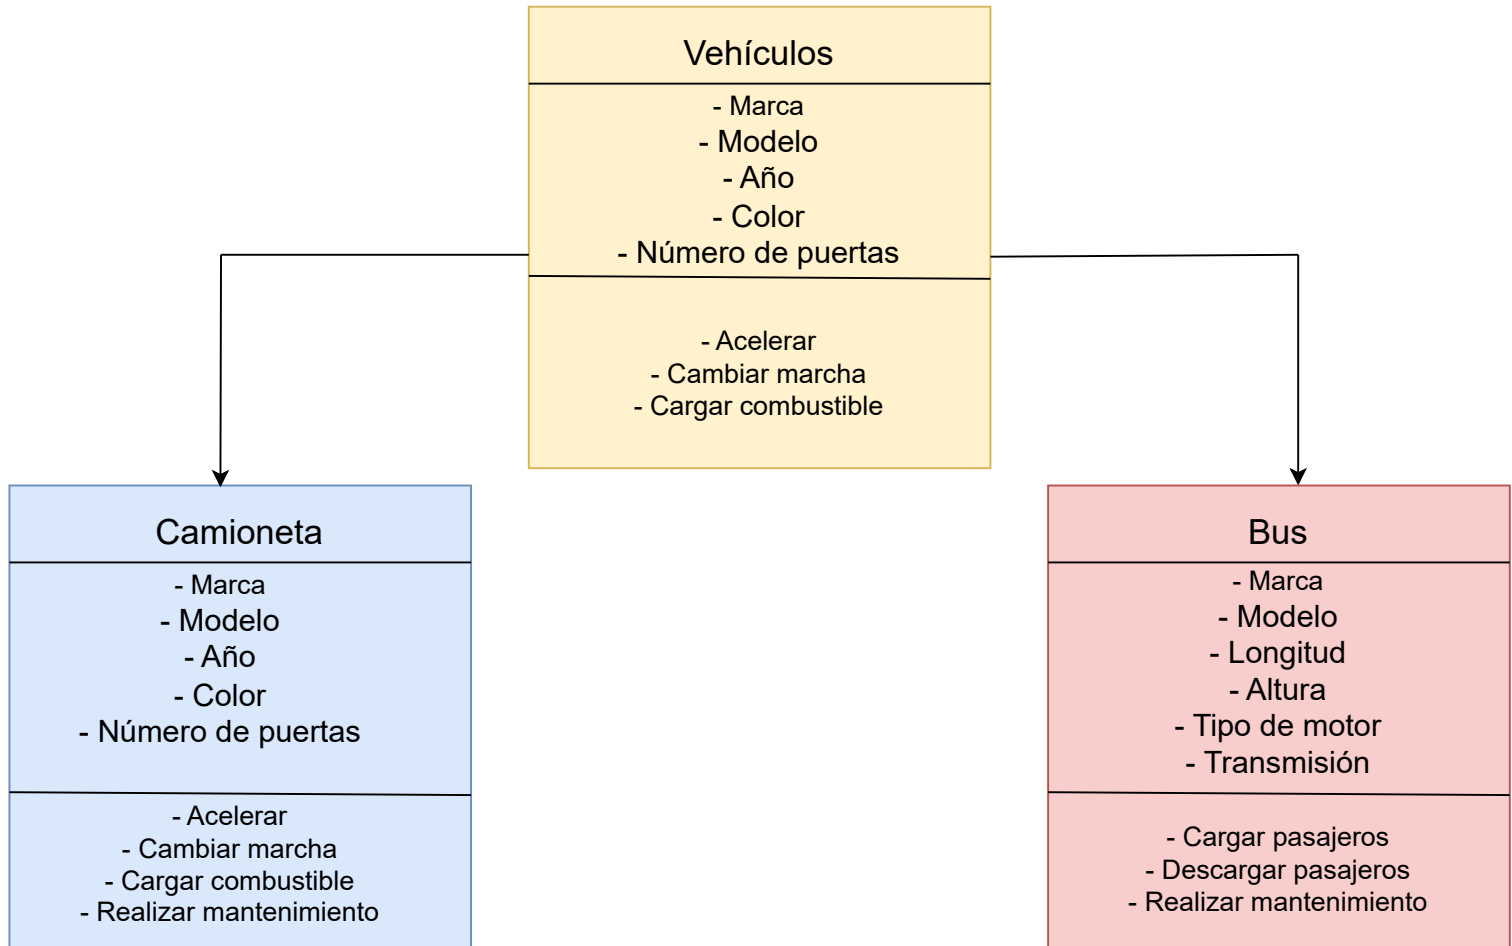 Vehículos
- Marca
- Modelo
- Año
- Color
- Número de puertas
- Acelerar
- Cambiar marcha
- Cargar combustible
Camioneta
- Marca
- Modelo
- Año
- Color
- Número de puertas
- Acelerar
- Cambiar marcha
- Cargar combustible
- Realizar mantenimiento
Bus
- Marca
- Modelo
- Longitud
- Altura
- Tipo de motor
- Transmisión
- Cargar pasajeros
- Descargar pasajeros
- Realizar mantenimiento